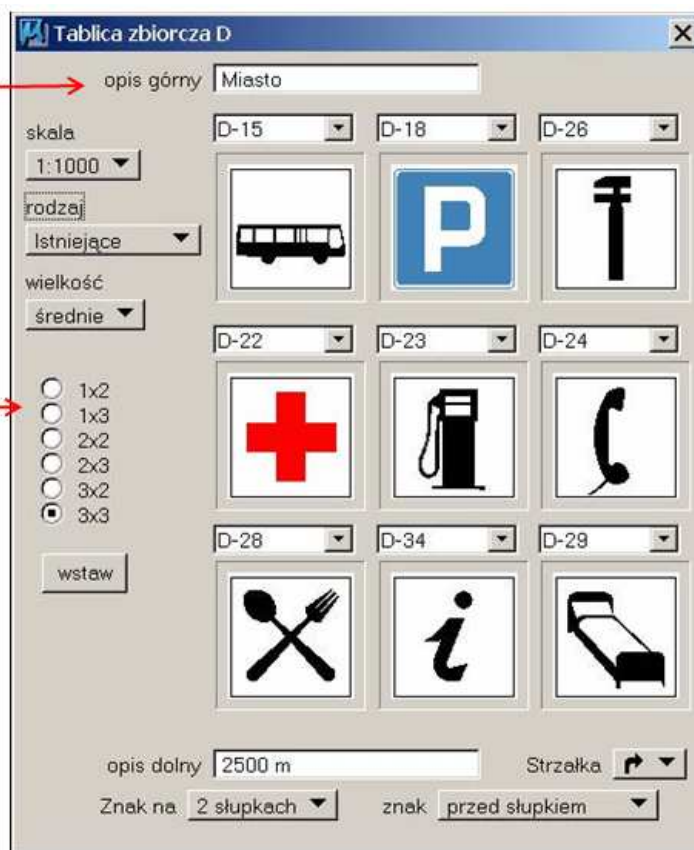 Tablica zbiorcza D
opis górny Miasto
skala
1:1000
rodzaj
Istniejące
wielkość
średnie
1x2
1x3
2x2
2x3
3x2
3x3
wstaw
D-15 D-18 D-26
P
D-22 D-23 D-24
D-28 D-34 D-29
i
opis dolny 2500 m Strzałka
Znak na 2 słupkach znak przed słupkiem